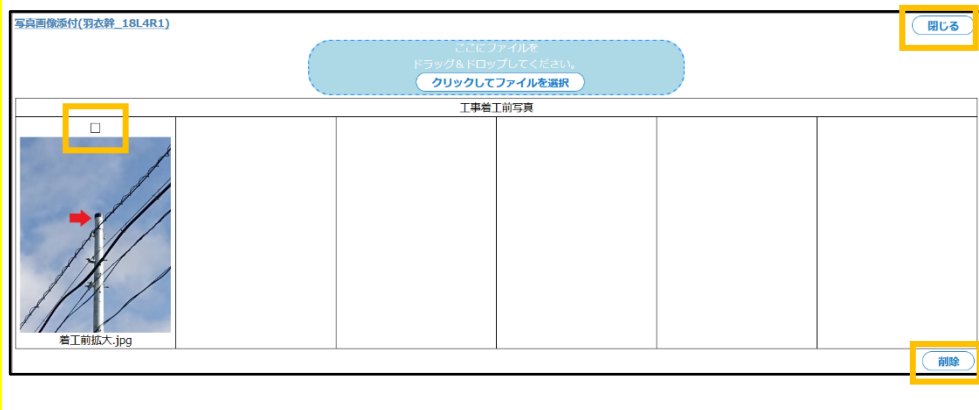 写真画像添付(羽衣幹_18L4R1)
閉じる
ここにファイルを
ドラッグ＆ドロップしてください。
クリックしてファイルを選択
工事着工前写真
着工前拡大.jpg
削除